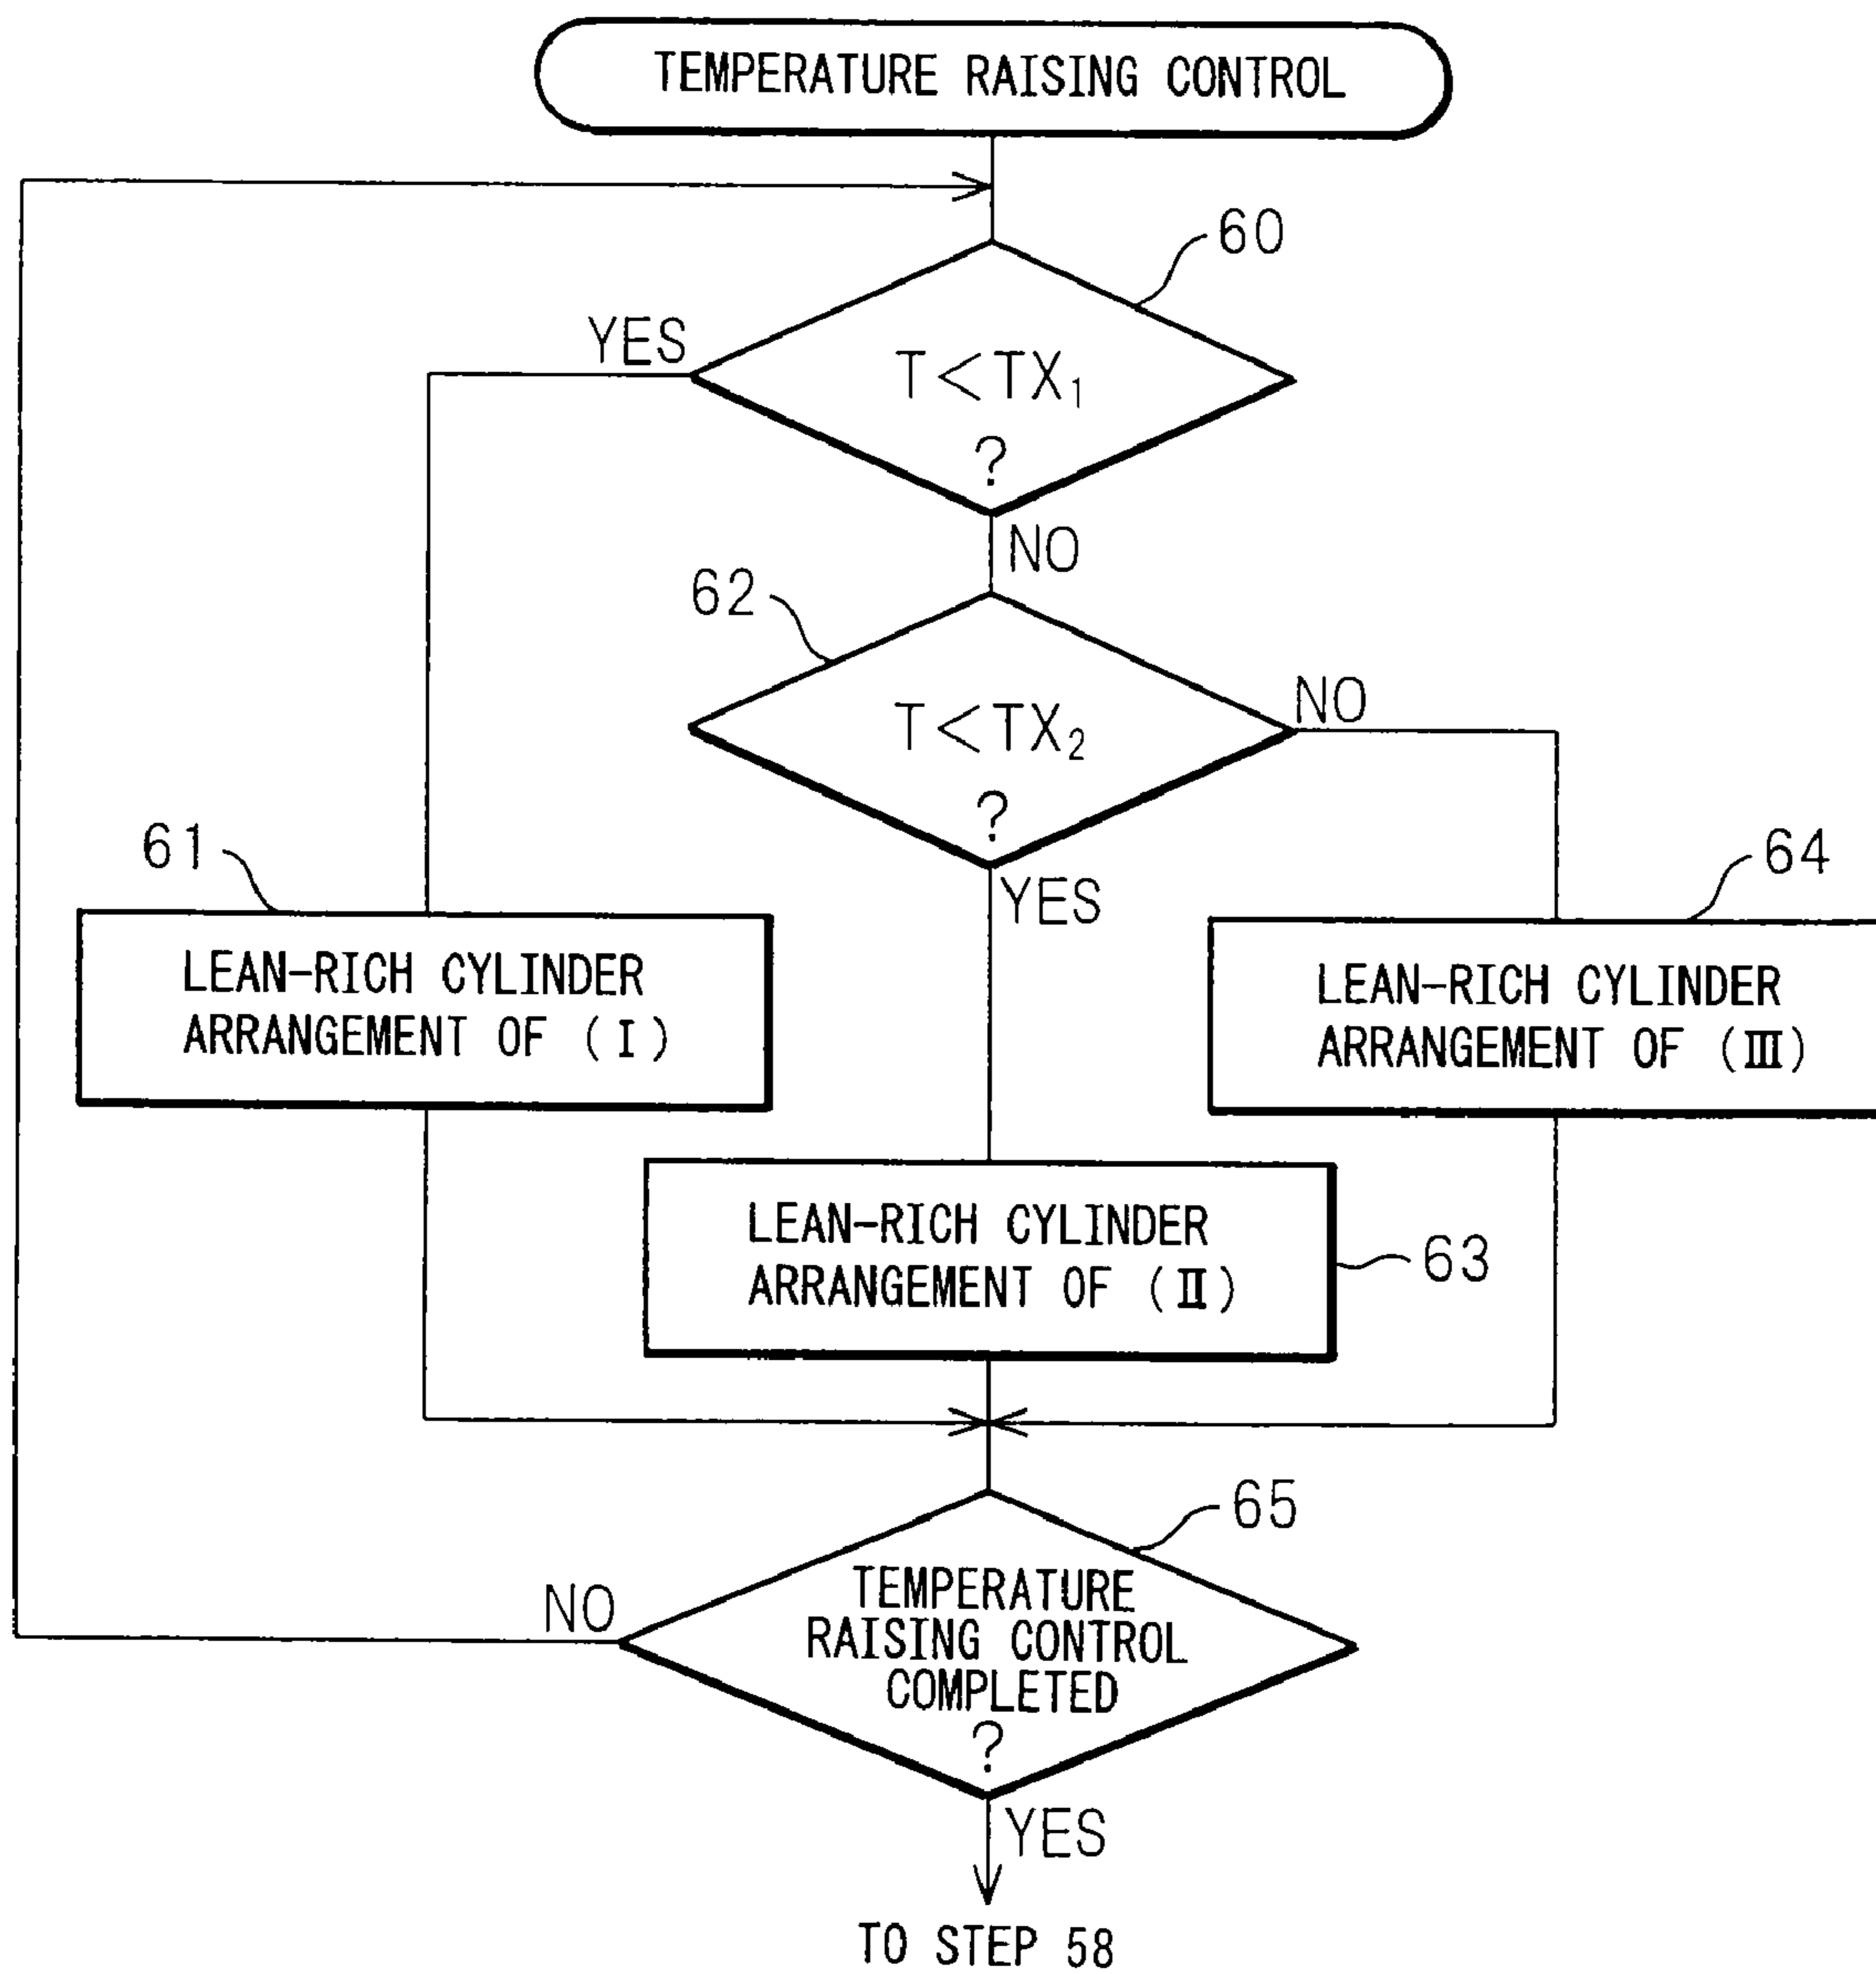 TEMPERATURE RAISING CONTROL
60
YES
T<TX₁
?
NO
62
T<TX₂
?
NO
YES
61
LEAN-RICH CYLINDER
ARRANGEMENT OF (I)
64
LEAN-RICH CYLINDER
ARRANGEMENT OF (III)
LEAN-RICH CYLINDER
ARRANGEMENT OF (II)
63
65
NO
TEMPERATURE
RAISING CONTROL
COMPLETED
?
YES
TO STEP 58